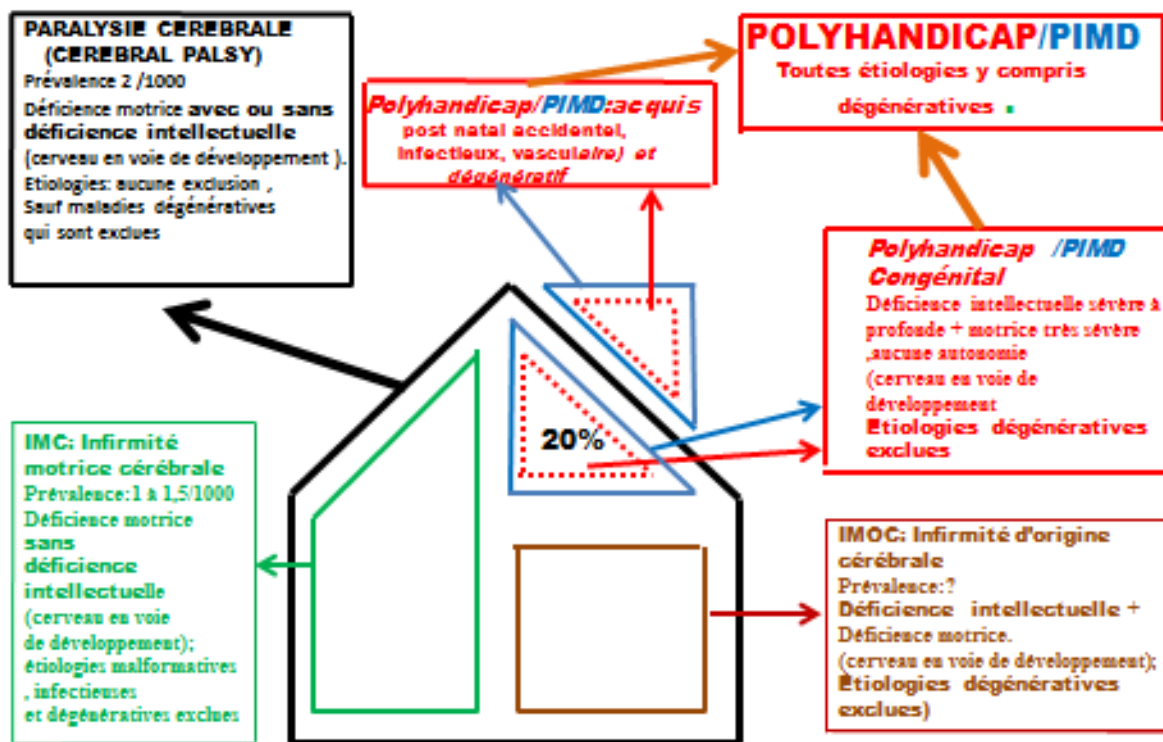 PARALYSIE CEREBRALE
(CEREBRAL PALSY)
Prévalence 2 /1000
Déficience motrice avec ou sans
déficience intellectuelle
(cerveau en voie de développement ).
Etiologies: aucune exclusion ,
Sauf maladies dégénératives
qui sont exclues
Polyhandicap/PIMD:acquis
post natal accidentel,
infectieux, vasculaire) et
dégénératif
POLYHANDICAP/PIMD
Toutes étiologies y compris
dégénératives .
Polyhandicap /PIMD
Congénital
Déficience intellectuelle sévère à
profonde + motrice très sévère
,aucune autonomie
(cerveau en voie de
développement
Etiologies dégénératives
exclues
20%
IMC: Infirmité
motrice cérébrale
Prévalence:1 à 1,5/1000
Déficience motrice
sans
déficience
intellectuelle
(cerveau en voie
de développement);
étiologies malformatives
, infectieuses
et dégénératives exclues
IMOC: Infirmité d'origine
cérébrale
Prévalence:?
Déficience intellectuelle +
Déficience motrice.
(cerveau en voie de développement);
Etiologies dégénératives
exclues)